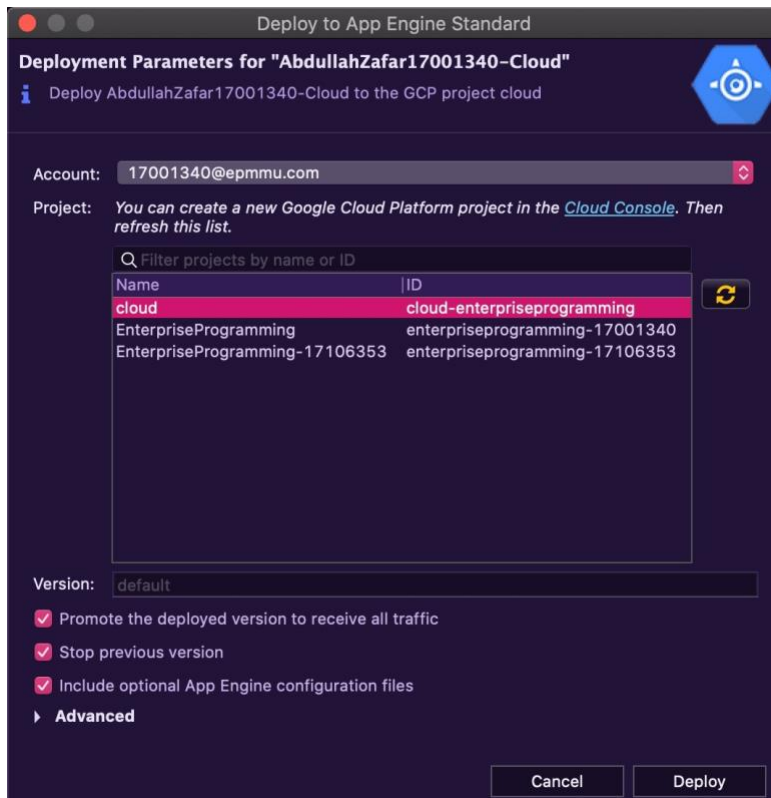 Deploy to App Engine Standard
Deployment Parameters for "AbdullahZafar17001340-Cloud"
Deploy AbdullahZafar17001340-Cloud to the GCP project cloud
Account: 17001340@epmmu.com
Project: You can create a new Google Cloud Platform project in the Cloud Console. Then
refresh this list.
Filter projects by name or ID
Name ID
cloud cloud-enterpriseprogramming
EnterpriseProgramming enterpriseprogramming-17001340
EnterpriseProgramming-17106353 enterpriseprogramming-17106353
Version: default
Promote the deployed version to receive all traffic
Stop previous version
Include optional App Engine configuration files
Advanced
Cancel Deploy